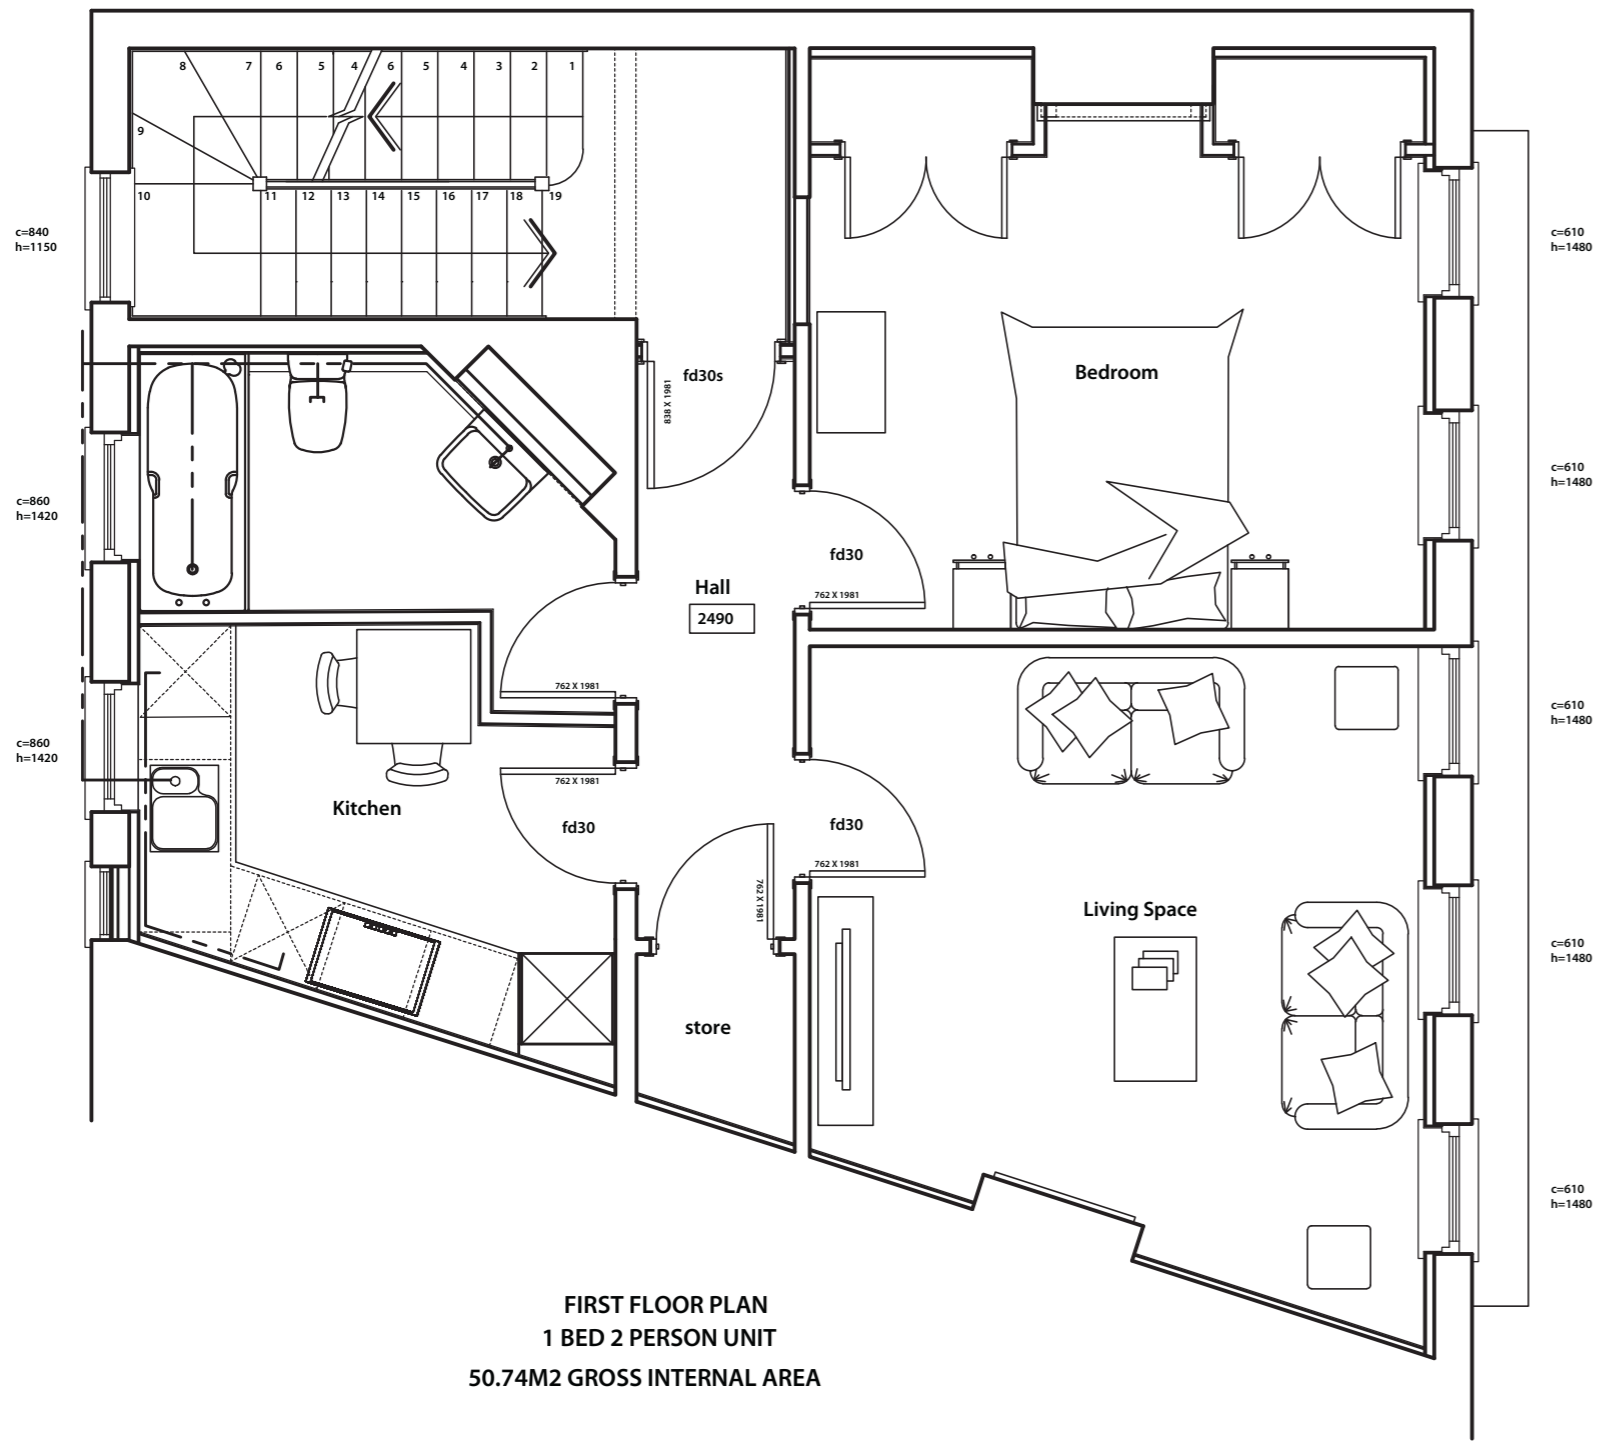 8
7
6
5
4
6
5
4
3
2
1
9
10
11
12
13
14
15
16
17
18
19
c=840
h=1150
c=610
h=1480
fd30s
838 X 1981
Bedroom
c=860
h=1420
c=610
h=1480
fd30
762 X 1981
Hall
2490
762 X 1981
c=860
h=1420
c=610
h=1480
762 X 1981
Kitchen
fd30
fd30
762 X 1981
762 X 1981
Living Space
c=610
h=1480
store
c=610
h=1480
FIRST FLOOR PLAN
1 BED 2 PERSON UNIT
50.74M2 GROSS INTERNAL AREA